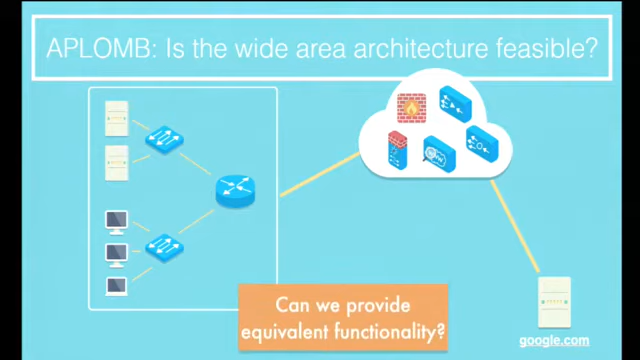 APLOMB: Is the wide area architecture feasible?
Can we provide
equivalent functionality?
google.com